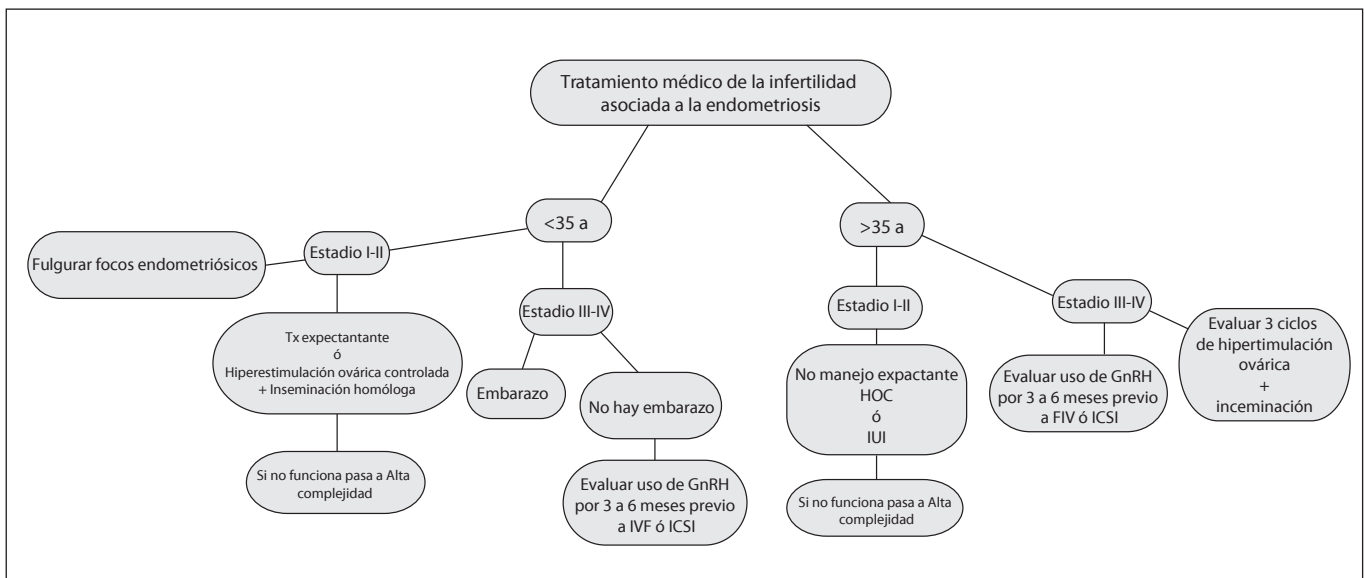 Tratamiento médico de la infertilidad
asociada a la endometriosis
<35 a
>35 a
Fulgurar focos endometriósicos
Estadio I-II
Estadio III-IV
Estadio I-II
Estadio III-IV
Tx expectantante
ó
Hiperestimulación ovárica controlada
+ Inseminación homóloga
Embarazo
No hay embarazo
No manejo expactante
HOC
ó
IUI
Evaluar uso de GnRH
por 3 a 6 meses previo
a FIV ó ICSI
Evaluar 3 ciclos
de hipertimulación
ovárica
+
inceminación
Si no funciona pasa a Alta
complejidad
Evaluar uso de GnRH
por 3 a 6 meses previo
a IVF ó ICSI
Si no funciona pasa a Alta
complejidad